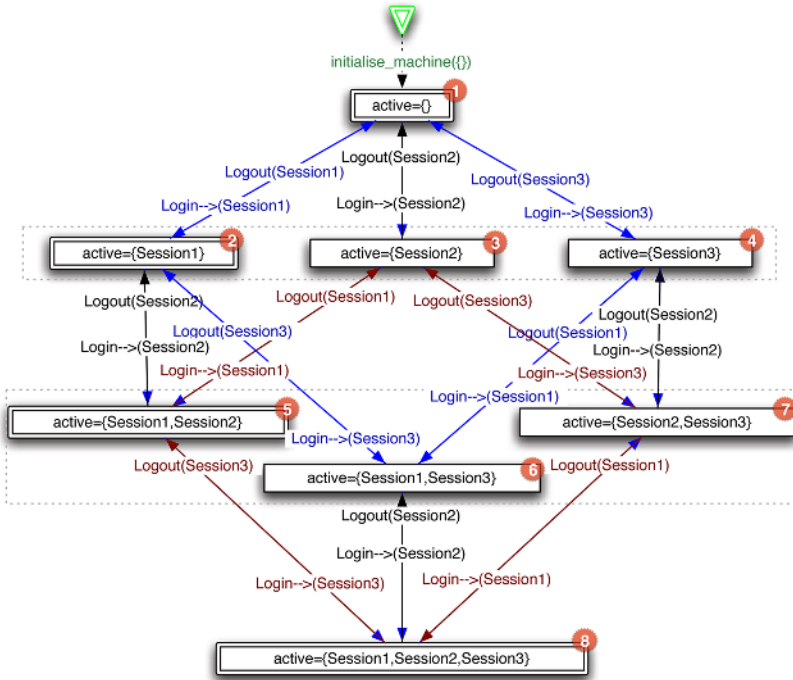 initialise_machine({})
1
active={}
Logout(Session2)
Logout(Session1)
Logout(Session3)
Login-->(Session1)
Login-->(Session2)
Login-->(Session3)
2
3
4
active={Session1}
active={Session2}
active={Session3}
Logout(Session2)
Logout(Session1)
Logout(Session3)
Logout(Session2)
Logout(Session3)
Logout(Session1)
Login-->(Session2)
Login-->(Session2)
Login-->(Session1)
Login-->(Session3)
Login-->(Session1)
5
7
active={Session1,Session2}
active={Session2,Session3}
Login-->(Session3)
Logout(Session3)
6
Logout(Session1)
active={Session1,Session3}
Logout(Session2)
Login-->(Session2)
Login-->(Session3)
Login-->(Session1)
8
active={Session1,Session2,Session3}